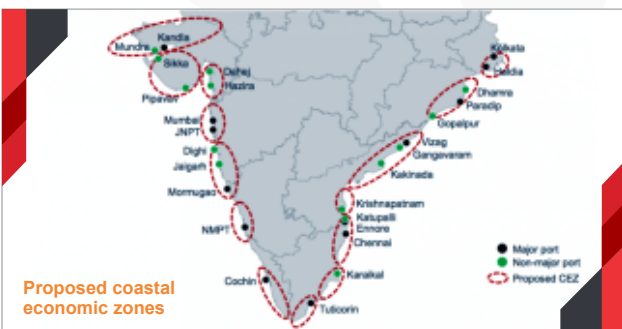 Kandla
Mundra
Sikka
Dahej
Hazira
Pipavav
Mumbai
JNPT
Dighi
Jaigarh
Mormugao
NMPT
Cochin
Tuticorin
Karaikal
Chennai
Ennore
Katupalli
Krishnapatnam
Kakinada
Gangavaram
Vizag
Gopalpur
Paradip
Dhamra
Haldia
Kolkata
Major port
Non-major port
Proposed CEZ
Proposed coastal
economic zones